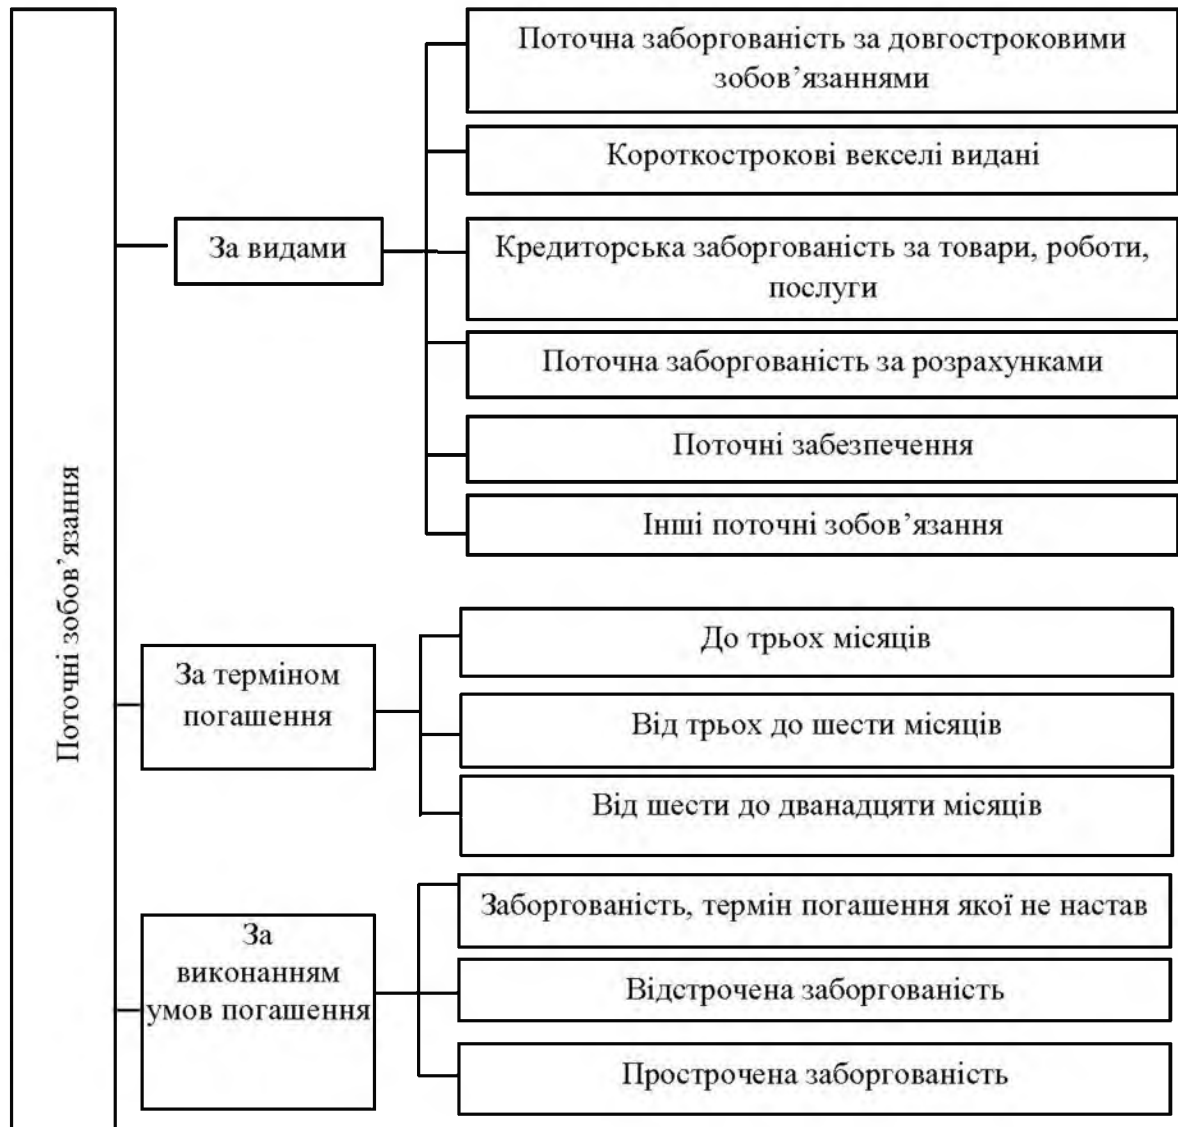 Поточні зобов’язання
За видами
Поточна заборгованість за довгостроковими
зобов’язаннями
Короткострокові векселі видані
Кредиторська заборгованість за товари, роботи,
послуги
Поточна заборгованість за розрахунками
Поточні забезпечення
Інші поточні зобов’язання
За терміном
погашення
До трьох місяців
Від трьох до шести місяців
Від шести до дванадцяти місяців
За
виконанням
умов погашення
Заборгованість, термін погашення якої не настав
Відстрочена заборгованість
Прострочена заборгованість